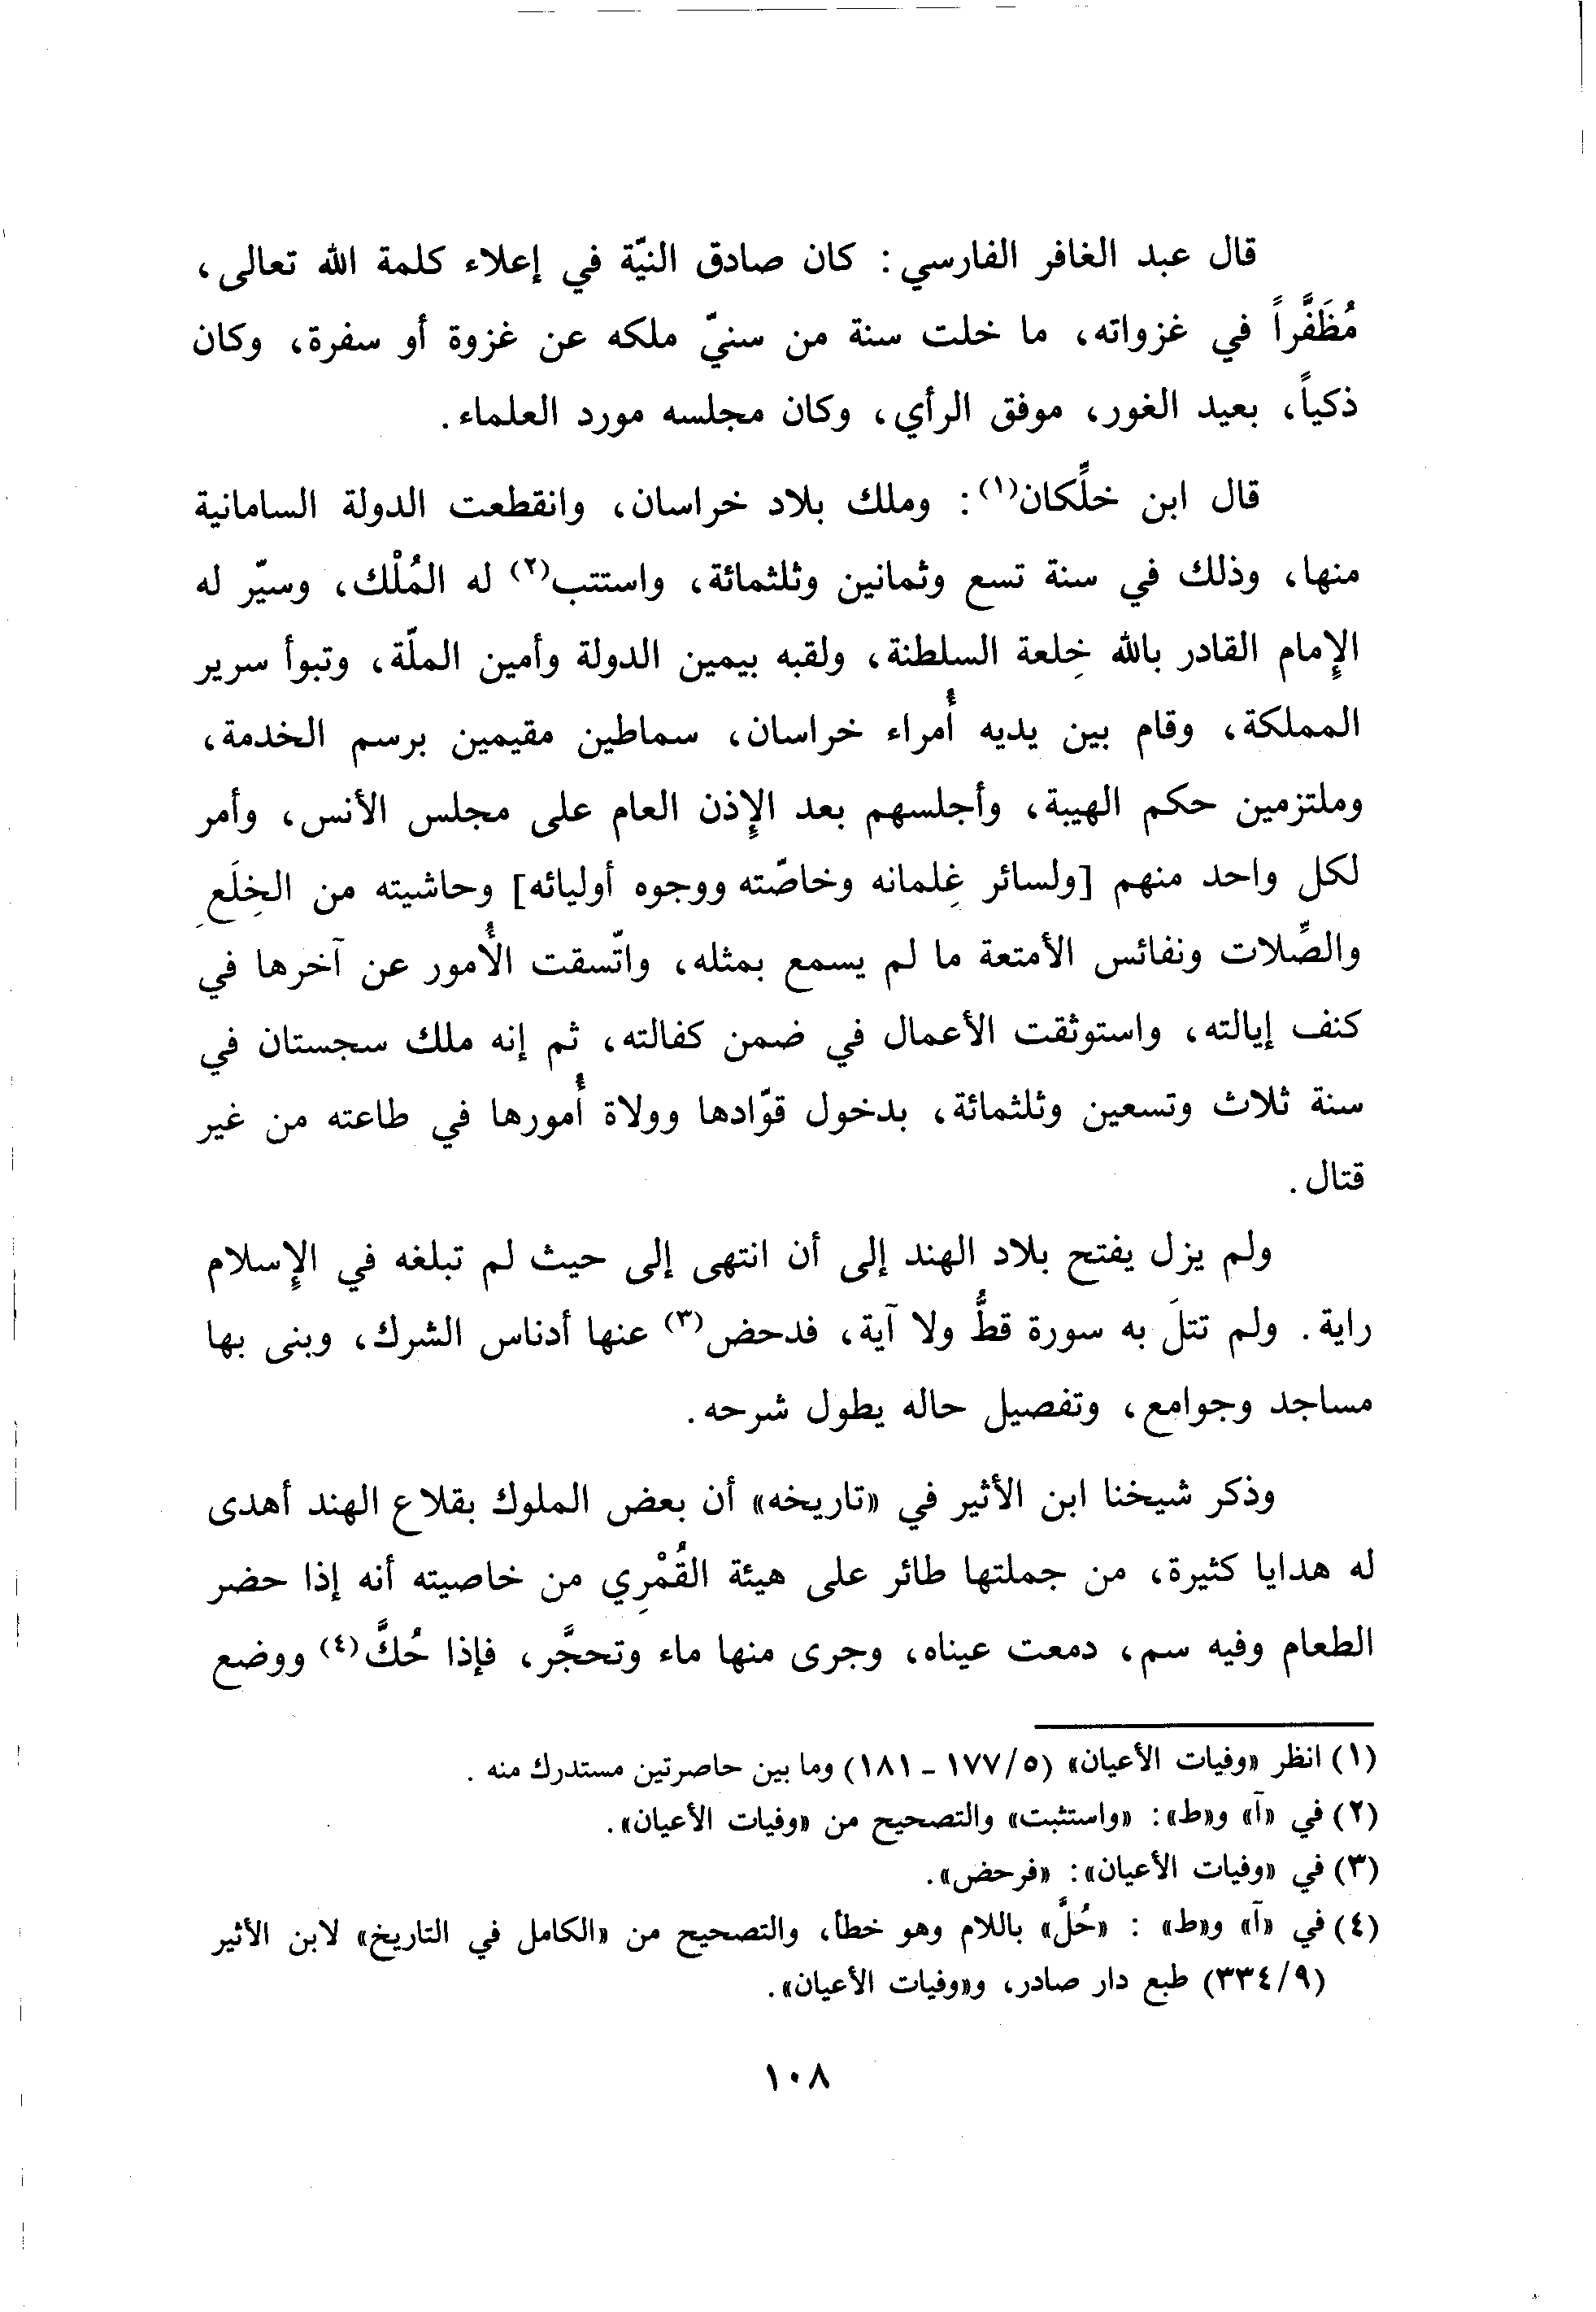 قال عبد الغافر الفارسي: كان صادق النيّة في إعلاء كلمة الله تعالى،
مُظَفَّراً في غزواته، ما خلت سنة من سنيّ ملكه عن غزوة أو سفرة، وكان
ذكياً، بعيد الغور، موفق الرأي، وكان مجلسه مورد العلماء.
قال ابن خلِّكان(١): وملك بلاد خراسان، وانقطعت الدولة السامانية
منها، وذلك في سنة تسع وثمانين وثلثمائة، واستتب(٢) له المُلْك، وسيّر له
الإِمام القادر بالله خِلعة السلطنة، ولقبه بيمين الدولة وأمين الملّة، وتبوأ سرير
المملكة، وقام بين يديه أُمراء خراسان، سماطين مقيمين برسم الخدمة،
وملتزمين حكم الهيبة، وأجلسهم بعد الإِذن العام على مجلس الأنس، وأمر
لكل واحد منهم [ولسائر غِلمانه وخاصّته ووجوه أوليائه] وحاشيته من الخِلَعِ
والصِّلات ونفائس الأمتعة ما لم يسمع بمثله، واتّسقت الأُمور عن آخرها في
كنف إيالته، واستوثقت الأعمال في ضمن كفالته، ثم إنه ملك سجستان في
سنة ثلاث وتسعين وثلثمائة، بدخول قوّادها وولاة أُمورها في طاعته من غير
قتال.
ولم يزل يفتح بلاد الهند إلى أن انتهى إلى حيث لم تبلغه في الإِسلام
راية. ولم تتلَ به سورة قطُّ ولا آية، فدحض(٣) عنها أدناس الشرك، وبنى بها
مساجد وجوامع، وتفصيل حاله يطول شرحه.
وذكر شيخنا ابن الأثير في «تاريخه» أن بعض الملوك بقلاع الهند أهدى
له هدايا كثيرة، من جملتها طائر على هيئة القُمْرِي من خاصيته أنه إذا حضر
الطعام وفيه سم، دمعت عيناه، وجرى منها ماء وتحجَّر، فإذا حُكَّ(٤) ووضع
(١) انظر «وفيات الأعيان» (٥/١٧٧ ـ ١٨١) وما بين حاصرتين مستدرك منه.
(٢) في «آ» و«ط»: «واستثبت» والتصحيح من «وفيات الأعيان».
(٣) في «وفيات الأعيان»: «فرحض».
(٤) في «آ» و«ط» : «حُلَّ» باللام وهو خطأ، والتصحيح من «الكامل في التاريخ» لابن الأثير
(٩/٣٣٤) طبع دار صادر، و«وفيات الأعيان».
١٠٨